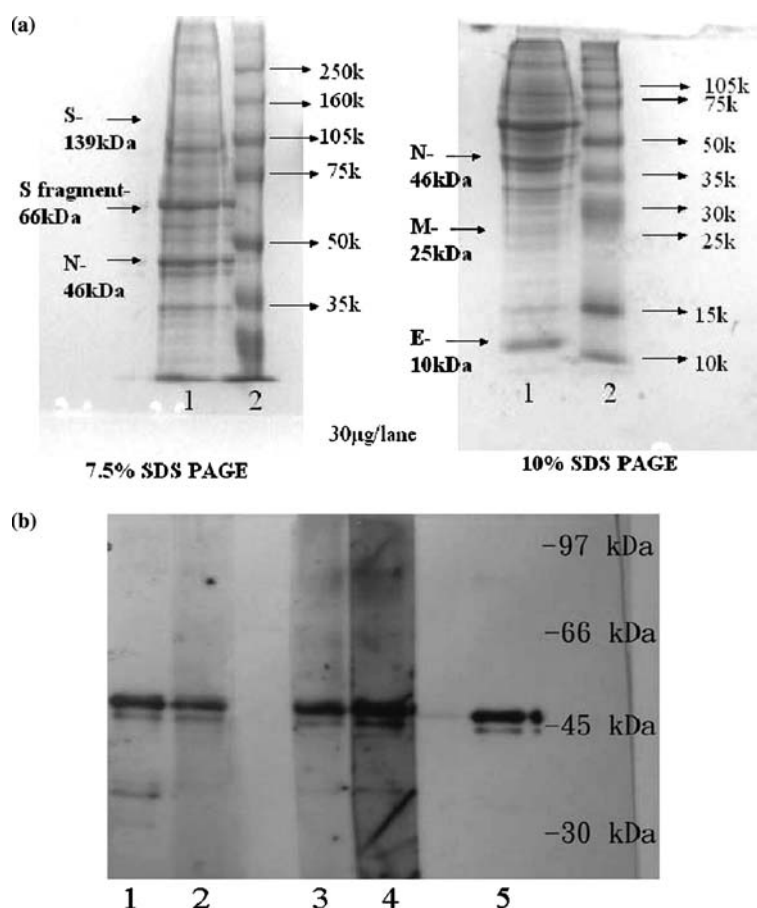 (a)
S-
139kDa
S fragment-
66kDa
N-
46kDa
250k
160k
105k
75k
50k
35k
1 2
7.5% SDS PAGE
30µg/lane
N-
46kDa
M-
25kDa
E-
10kDa
105k
75k
50k
35k
30k
25k
15k
10k
1 2
10% SDS PAGE
(b)
-97 kDa
-66 kDa
-45 kDa
-30 kDa
1 2 3 4 5